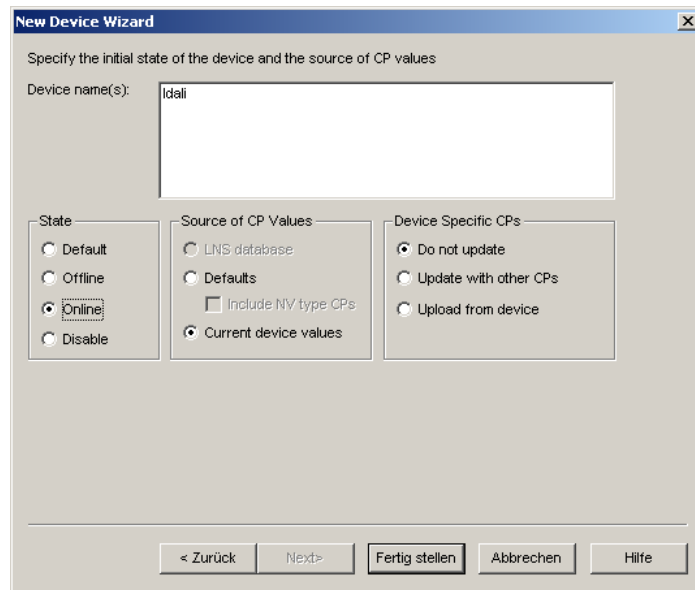 New Device Wizard
Specify the initial state of the device and the source of CP values
Device name(s):
ldali
State
Default
Offline
Online
Disable
Source of CP Values
LNS database
Defaults
Include NV type CPs
Current device values
Device Specific CPs
Do not update
Update with other CPs
Upload from device
< Zurück
Next>
Fertig stellen
Abbrechen
Hilfe